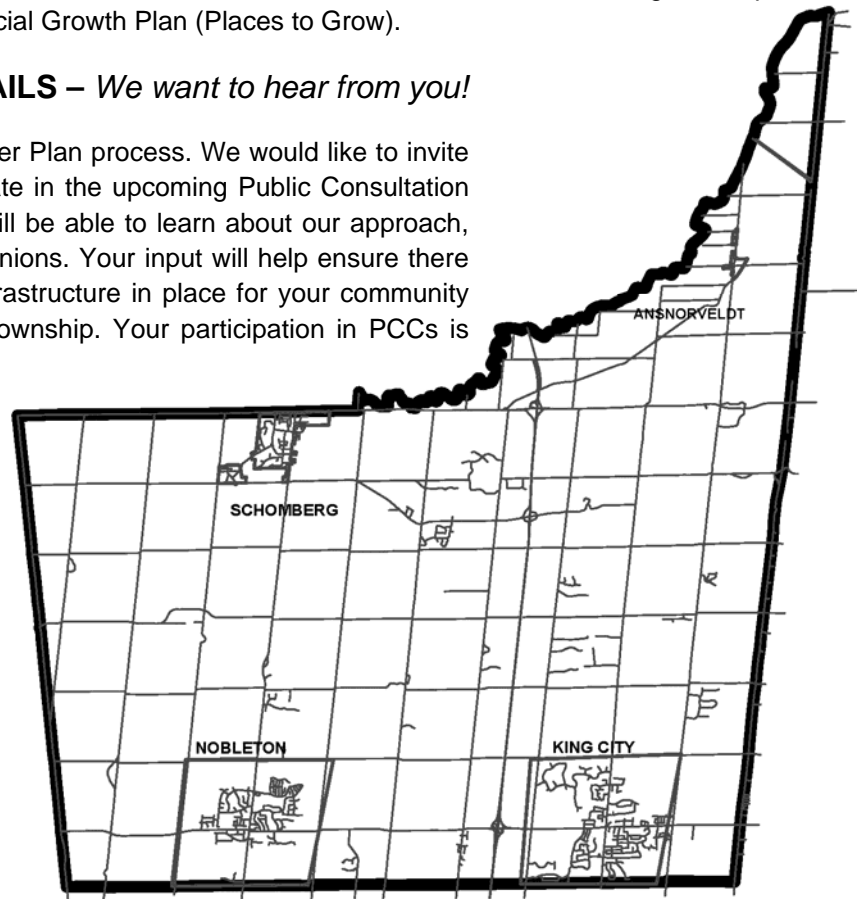 cial Growth Plan (Places to Grow).
AILS – We want to hear from you!
er Plan process. We would like to invite
ate in the upcoming Public Consultation
ill be able to learn about our approach,
nions. Your input will help ensure there
rastructure in place for your community
ownship. Your participation in PCCs is
ANSNORVELDT
SCHOMBERG
NOBLETON
KING CITY